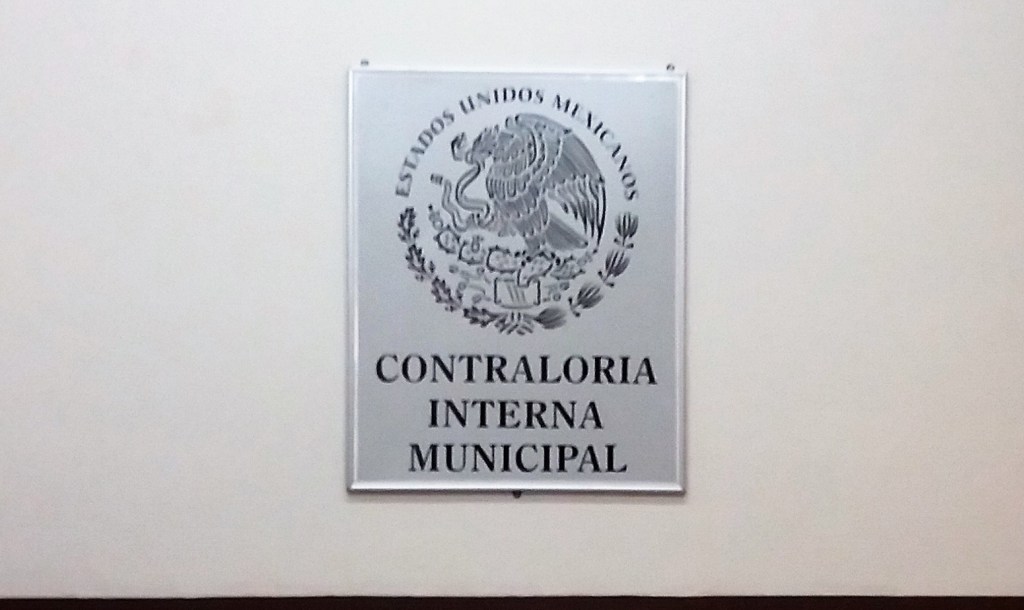 ESTADOS UNIDOS MEXICANOS
CONTRALORIA
INTERNA
MUNICIPAL